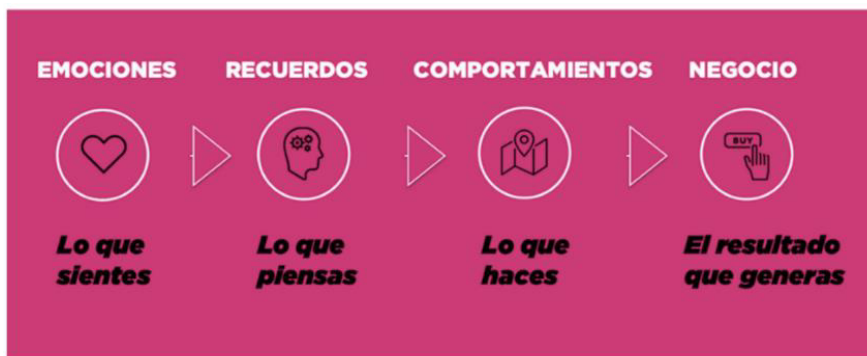 EMOCIONES
RECUERDOS
COMPORTAMIENTOS
NEGOCIO
BUY
Lo que
sientes
Lo que
piensas
Lo que
haces
El resultado
que generas